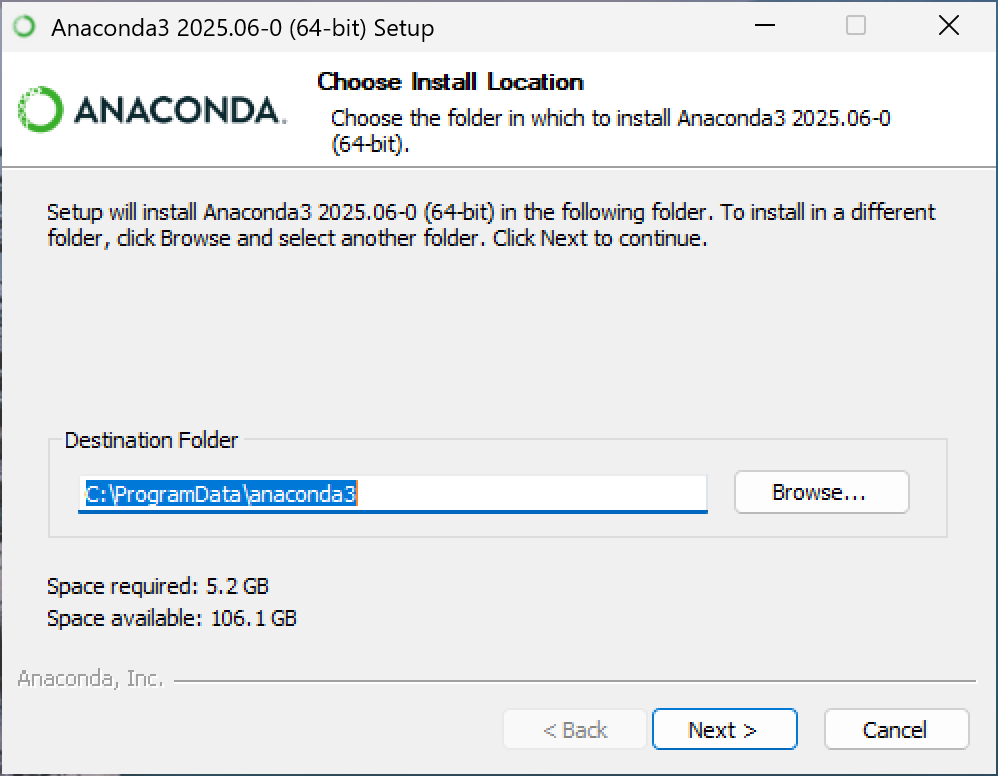 Anaconda3 2025.06-0 (64-bit) Setup
ANACONDA.
Choose Install Location
Choose the folder in which to install Anaconda3 2025.06-0
(64-bit).
Setup will install Anaconda3 2025.06-0 (64-bit) in the following folder. To install in a different
folder, click Browse and select another folder. Click Next to continue.
Destination Folder
C:\ProgramData\anaconda3
Browse...
Space required: 5.2 GB
Space available: 106.1 GB
Anaconda, Inc.
< Back
Next >
Cancel